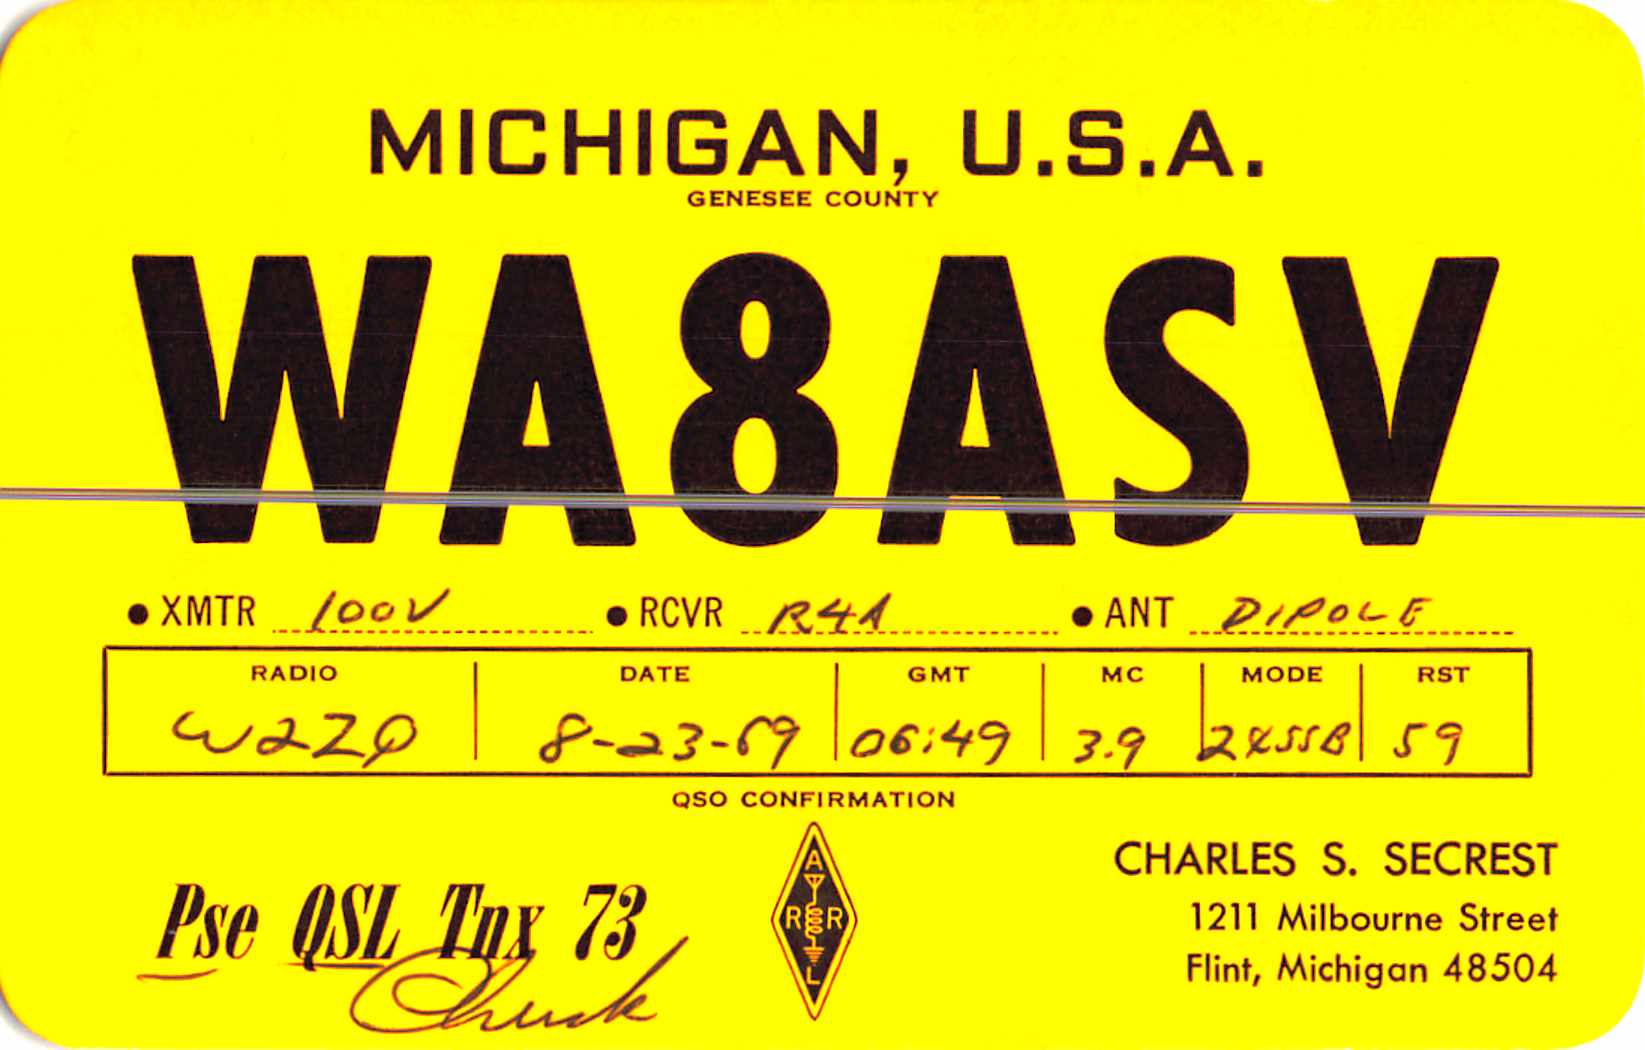 MICHIGAN, U.S.A.
GENESEE COUNTY
WA8ASV
• XMTR 100V • RCVR R4A • ANT DIPOLE
RADIO DATE GMT MC MODE RST
W2ZQ 8-23-69 06:49 3.9 2XSSB 59
QSO CONFIRMATION
Pse QSL Tnx 73
Chuck
A
R R
L
CHARLES S. SECREST
1211 Milbourne Street
Flint, Michigan 48504